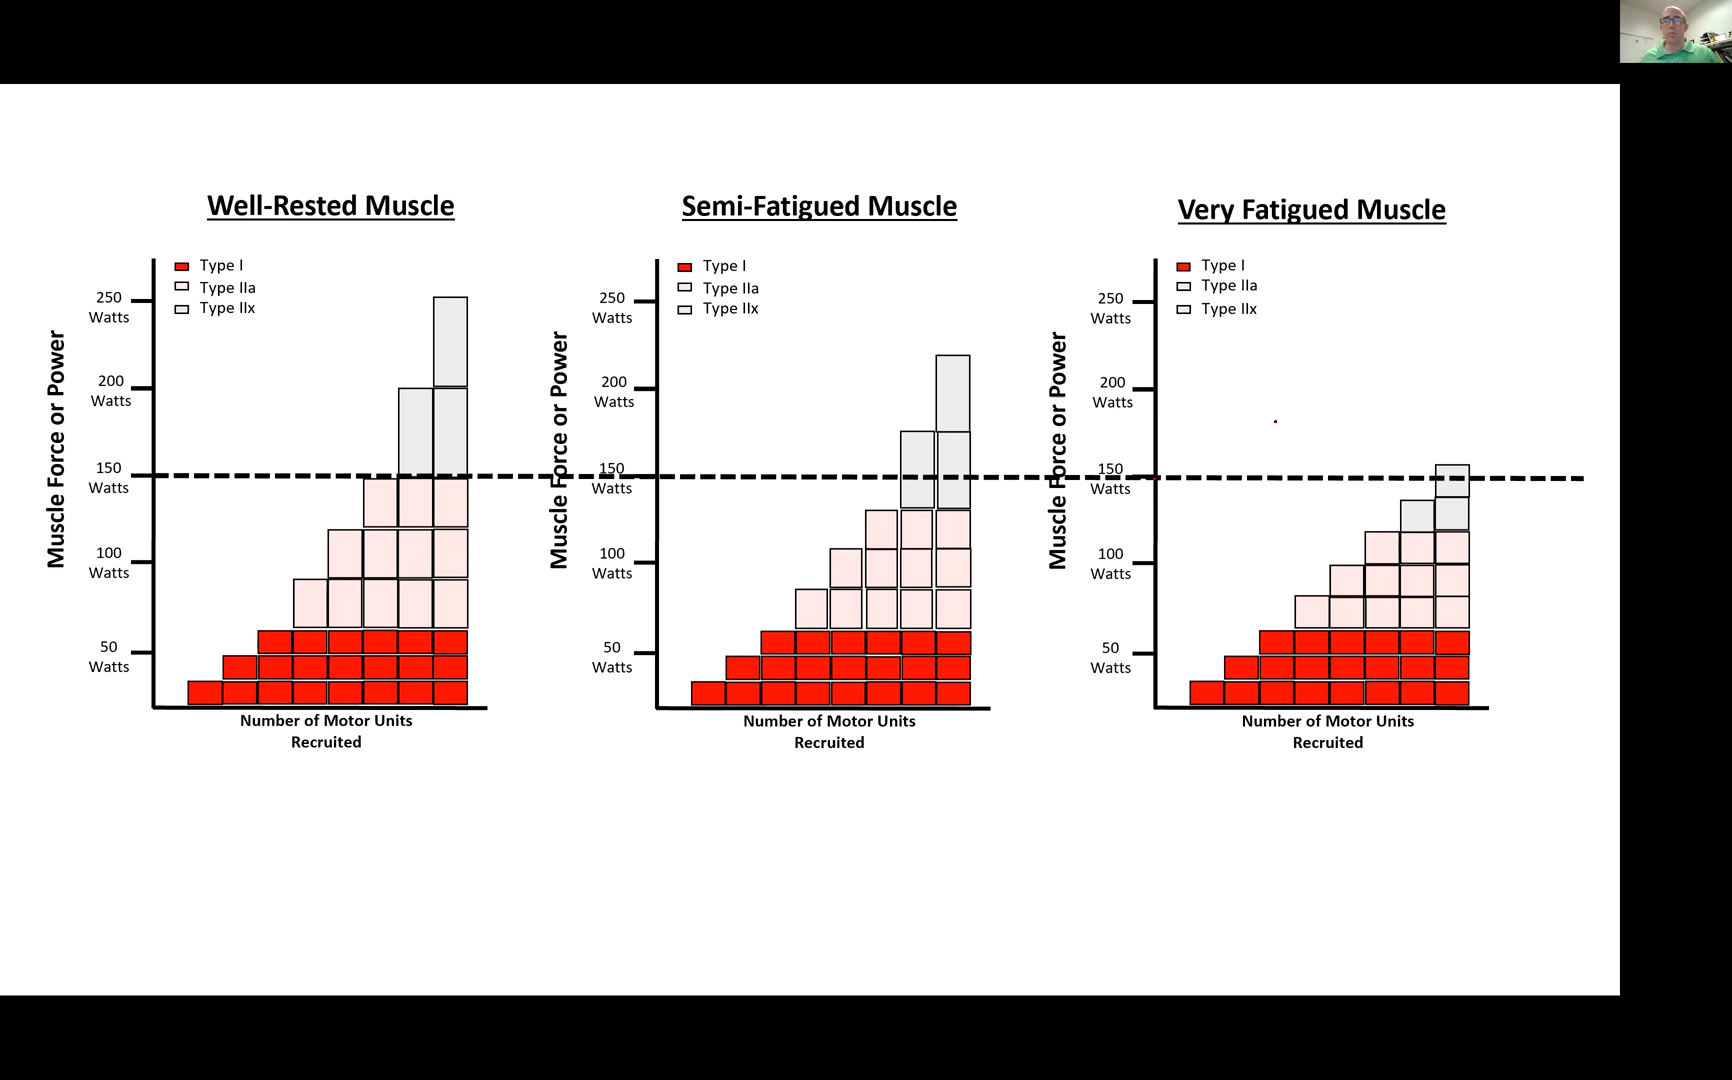 Well-Rested Muscle
Type I
Type IIa
Type IIx
250
Watts
200
Watts
150
Watts
100
Watts
50
Watts
Muscle Force or Power
Number of Motor Units
Recruited
Semi-Fatigued Muscle
Type I
Type IIa
Type IIx
250
Watts
200
Watts
150
Watts
100
Watts
50
Watts
Muscle Force or Power
Number of Motor Units
Recruited
Very Fatigued Muscle
Type I
Type IIa
Type IIx
250
Watts
200
Watts
150
Watts
100
Watts
50
Watts
Muscle Force or Power
Number of Motor Units
Recruited